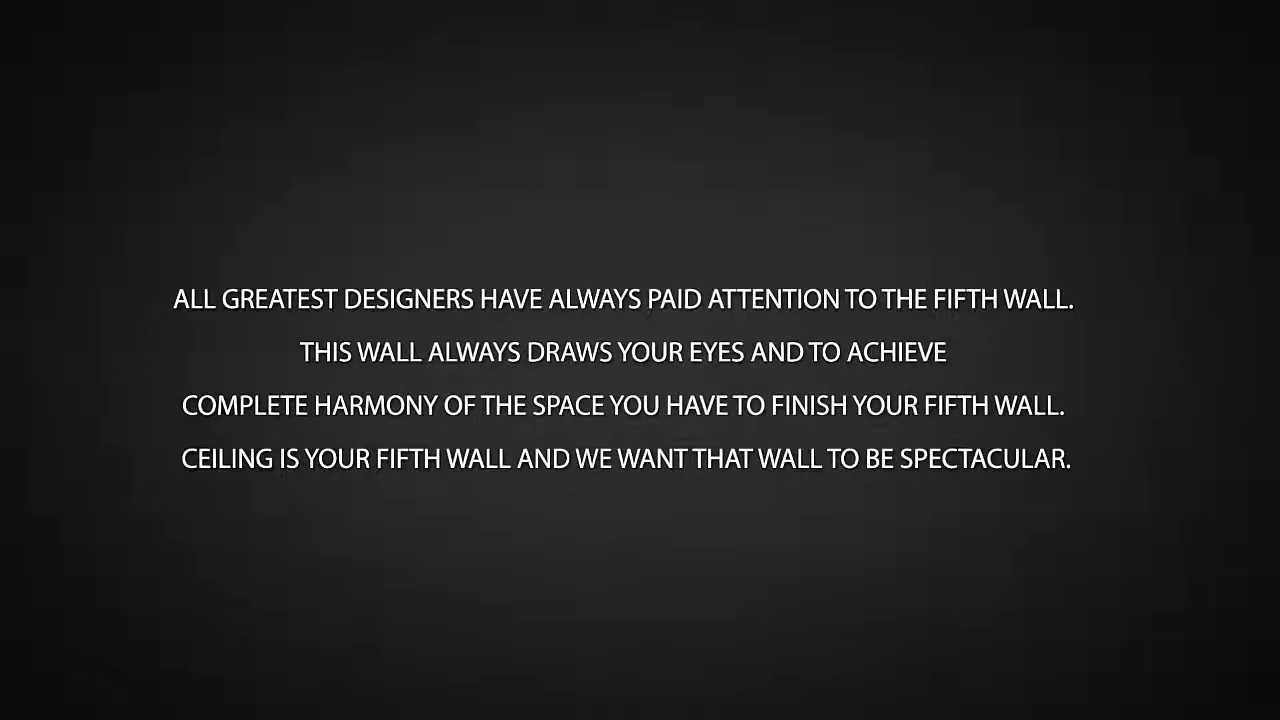 ALL GREATEST DESIGNERS HAVE ALWAYS PAID ATTENTION TO THE FIFTH WALL.
THIS WALL ALWAYS DRAWS YOUR EYES AND TO ACHIEVE
COMPLETE HARMONY OF THE SPACE YOU HAVE TO FINISH YOUR FIFTH WALL.
CEILING IS YOUR FIFTH WALL AND WE WANT THAT WALL TO BE SPECTACULAR.